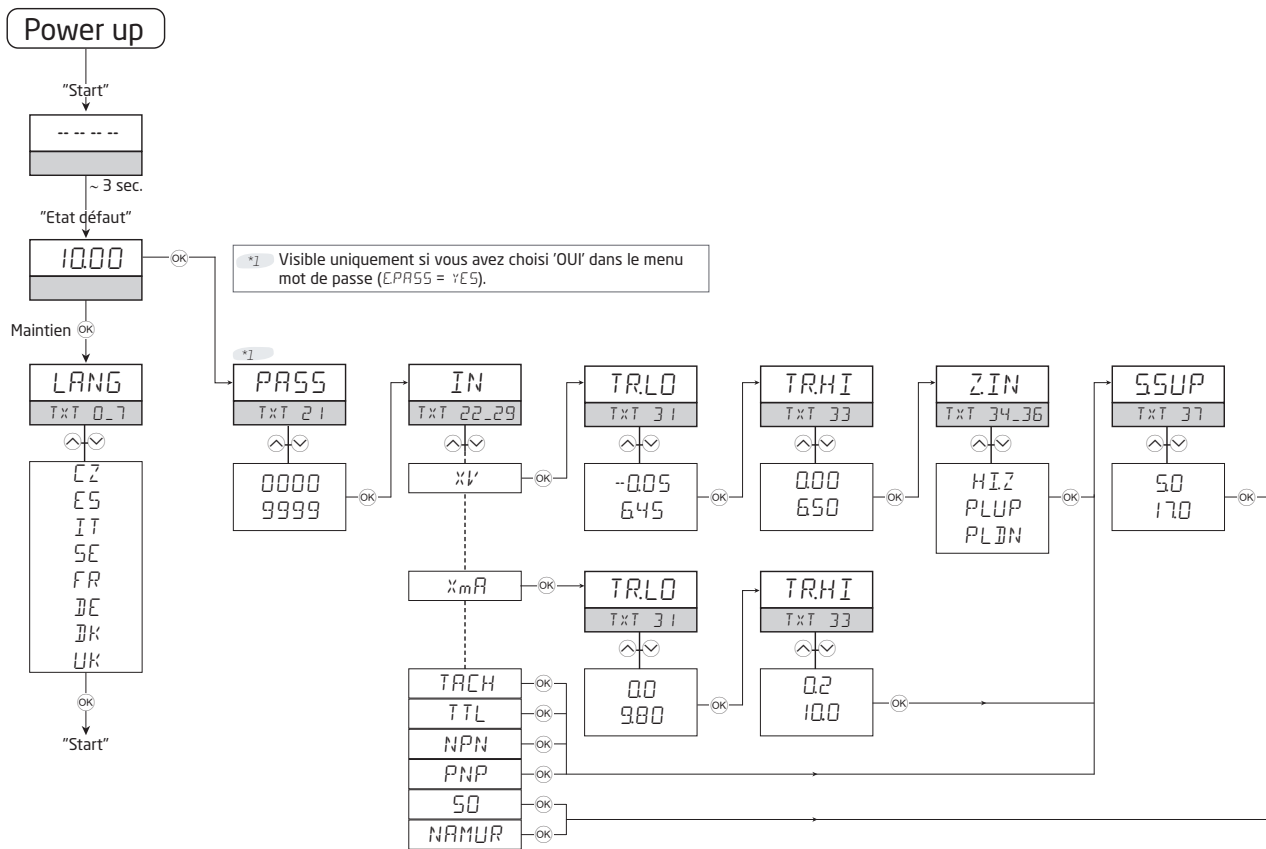 Power up
"Start"
-- -- -- --
~ 3 sec.
"Etat défaut"
10.00
OK
*1 Visible uniquement si vous avez choisi 'OUI' dans le menu
mot de passe (E.PASS = YES).
Maintien OK
*1
LANG
TXT 0_7
PASS
TXT 21
IN
TXT 22_29
TR.LO
TXT 31
TR.HI
TXT 33
Z.IN
TXT 34_36
S.SUP
TXT 37
CZ
ES
IT
SE
FR
DE
DK
UK
OK
"Start"
0000
9999
OK
XV
OK
-0.05
6.45
OK
0.00
6.50
OK
HI.Z
PLUP
PLDN
OK
5.0
17.0
OK
XmA
OK
TR.LO
TXT 31
TR.HI
TXT 33
0.0
9.80
OK
0.2
10.0
OK
TACH
OK
TTL
OK
NPN
OK
PNP
OK
S0
OK
NAMUR
OK